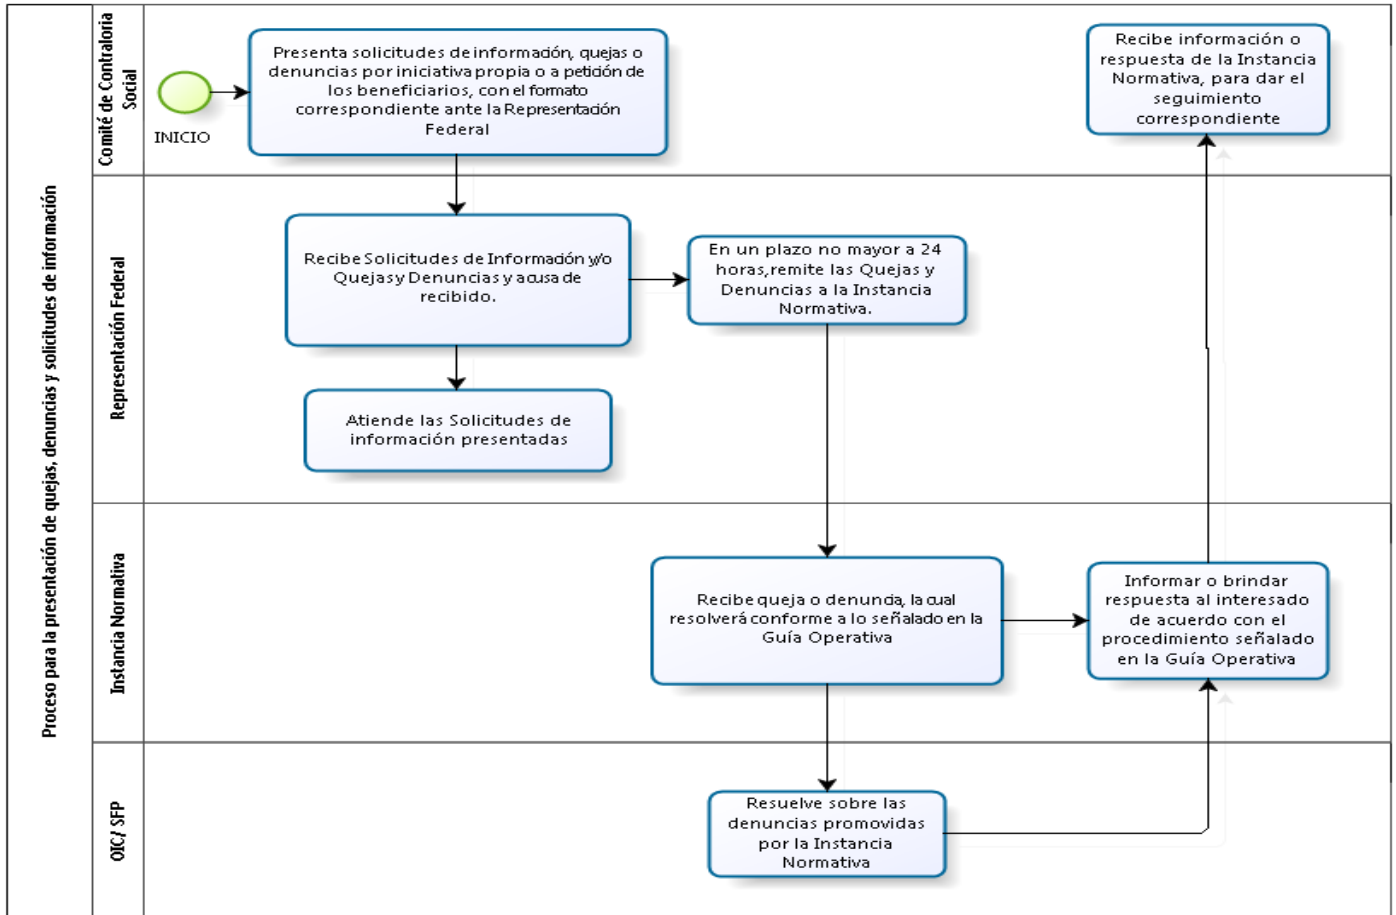 Proceso para la presentación de quejas, denuncias y solicitudes de información
Comité de Contraloria
Social
INICIO
Presenta solicitudes de información, quejas o
denuncias por iniciativa propia o a petición de
los beneficiarios, con el formato
correspondiente ante la Representación
Federal
Recibe información o
respuesta de la Instancia
Normativa, para dar el
seguimiento
correspondiente
Representación Federal
Recibe Solicitudes de Información y/o
Quejas y Denuncias y acusa de
recibido.
En un plazo no mayor a 24
horas,remite las Quejas y
Denuncias a la Instancia
Normativa.
Atiende las Solicitudes de
información presentadas
Instancia Normativa
Recibe queja o denuncia, la cual
resolverá conforme a lo señalado en la
Guía Operativa
Informar o brindar
respuesta al interesado
de acuerdo con el
procedimiento señalado
en la Guía Operativa
OIC/ SFP
Resuelve sobre las
denuncias promovidas
por la Instancia
Normativa